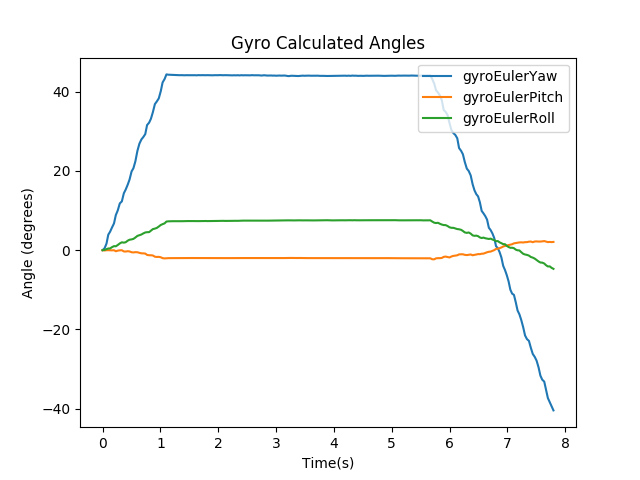 Gyro Calculated Angles
gyroEulerYaw
gyroEulerPitch
gyroEulerRoll
Angle (degrees)
40
20
0
−20
−40
0 1 2 3 4 5 6 7 8
Time(s)